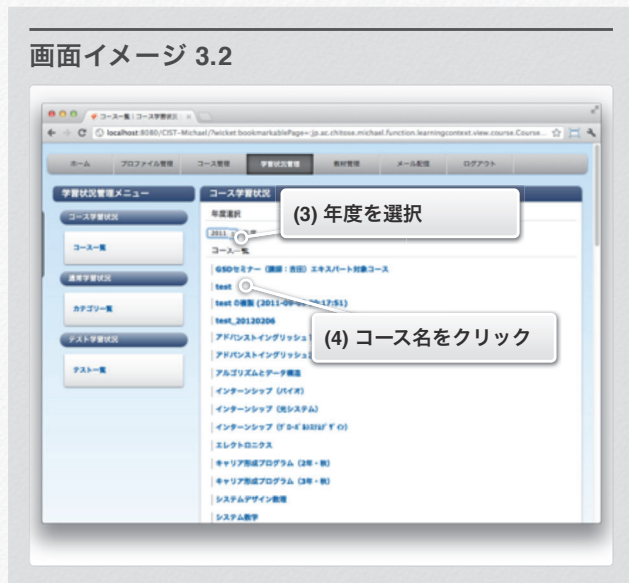 画面イメージ 3.2
コース一覧 | コース学習状況
localhost:8080/CIST-Michael/?wicket:bookmarkablePage=:jp.ac.chitose.michael.function.learningcontext.view.course.Course...
ホーム プロファイル管理 コース管理 学習状況管理 教材管理 メール配信 ログアウト
学習状況管理メニュー
コース学習状況
コース一覧
通常学習状況
カテゴリ一覧
テスト学習状況
テスト一覧
コース学習状況
年度選択
2011
(3) 年度を選択
コース一覧
GSDセミナー（講師：吉田）エキスパート対象コース
test
test の複製 (2011-09-
17:51)
(4) コース名をクリック
test_20120206
アドバンストイングリッシュ
アドバンストイングリッシュ
アルゴリズムとデータ構造
インターンシップ (バイオ)
インターンシップ (光システム)
インターンシップ
エレクトロニクス
キャリア形成プログラム（2年・秋）
キャリア形成プログラム（3年・秋）
システムデザイン数理
システム数学